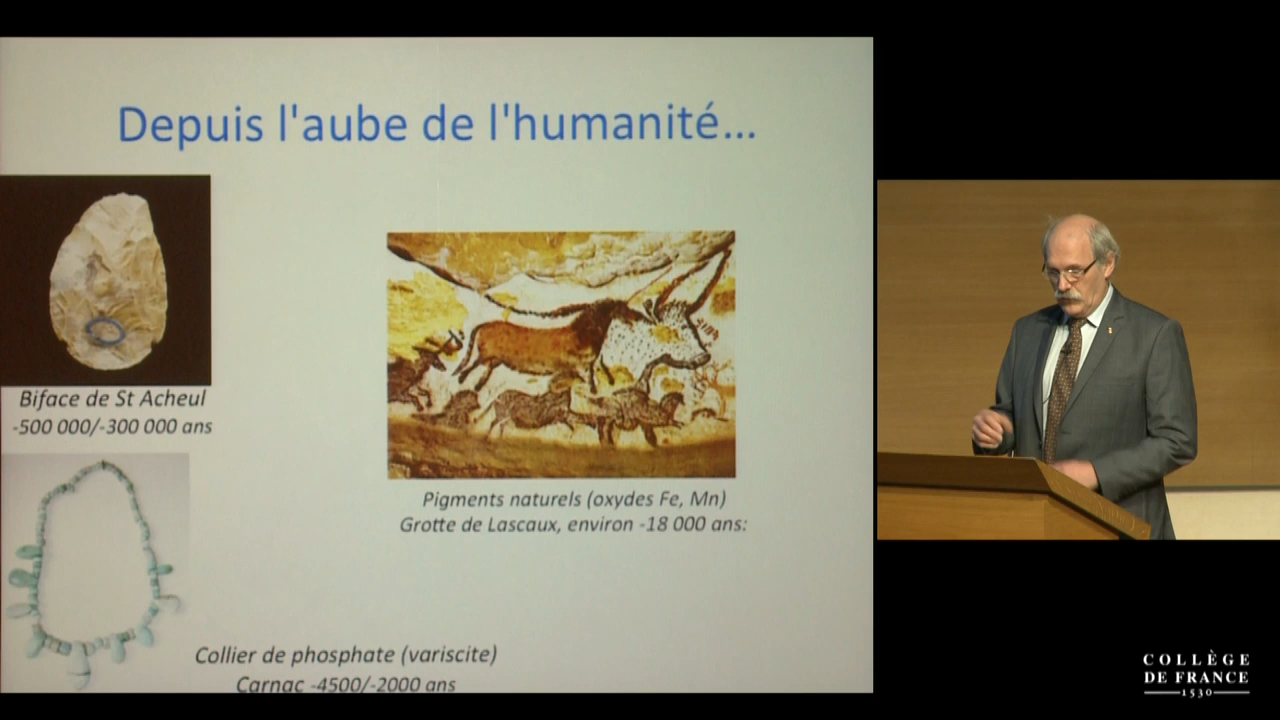 Depuis l'aube de l'humanité...
Biface de St Acheul
-500 000/-300 000 ans
Pigments naturels (oxydes Fe, Mn)
Grotte de Lascaux, environ -18 000 ans:
Collier de phosphate (variscite)
Carnac -4500/-2000 ans
COLLÈGE
DE FRANCE
1530